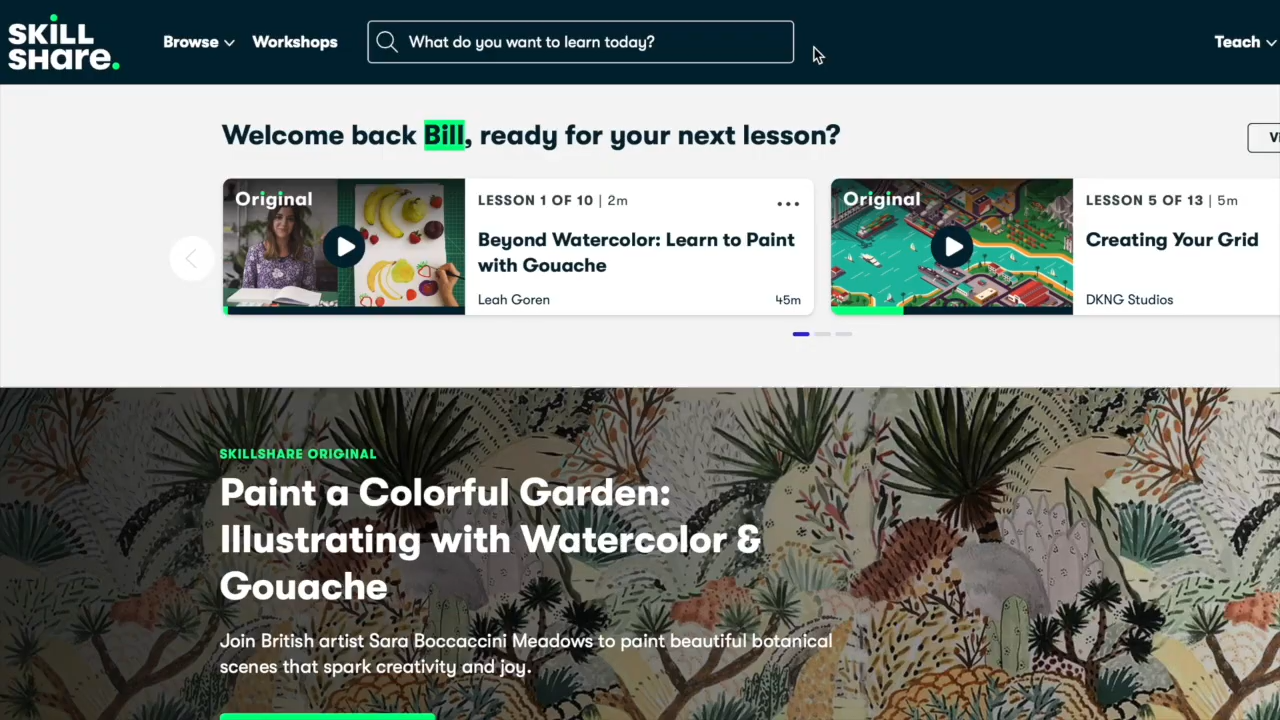 SKILL
SHare.
Browse
Workshops
What do you want to learn today?
Teach
Welcome back Bill, ready for your next lesson?
Original
LESSON 1 OF 10 | 2m
Beyond Watercolor: Learn to Paint
with Gouache
Leah Goren
45m
Original
LESSON 5 OF 13 | 5m
Creating Your Grid
DKNG Studios
SKILLSHARE ORIGINAL
Paint a Colorful Garden:
Illustrating with Watercolor &
Gouache
Join British artist Sara Boccaccini Meadows to paint beautiful botanical
scenes that spark creativity and joy.